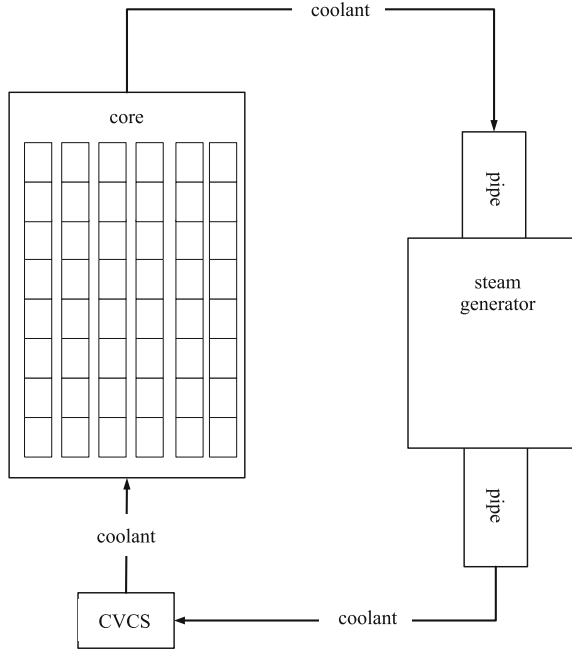 coolant
core
pipe
steam
generator
pipe
coolant
CVCS
coolant